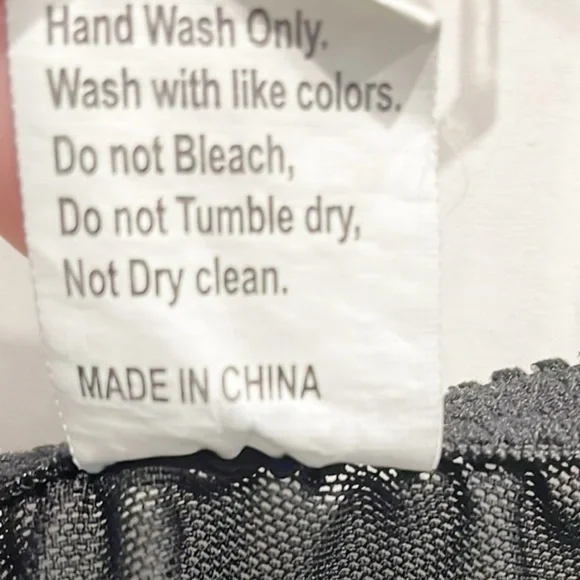 Hand Wash Only.
Wash with like colors.
Do not Bleach,
Do not Tumble dry,
Not Dry clean.
MADE IN CHINA